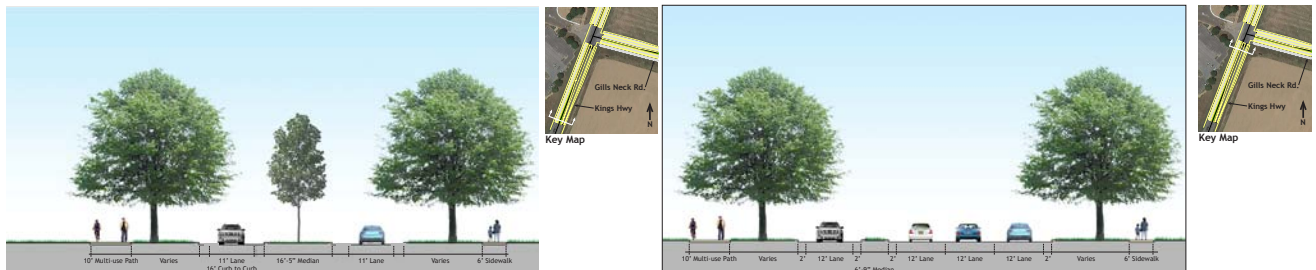 Gills Neck Rd.
Kings Hwy
N
Key Map
10' Multi-use Path Varies 11' Lane 16'-5" Median 11' Lane Varies 6' Sidewalk
16' Curb to Curb
Gills Neck Rd.
Kings Hwy
N
Key Map
10' Multi-use Path Varies 2' 12' Lane 2' 2' 12' Lane 12' Lane 12' Lane 2' Varies 6' Sidewalk
Median